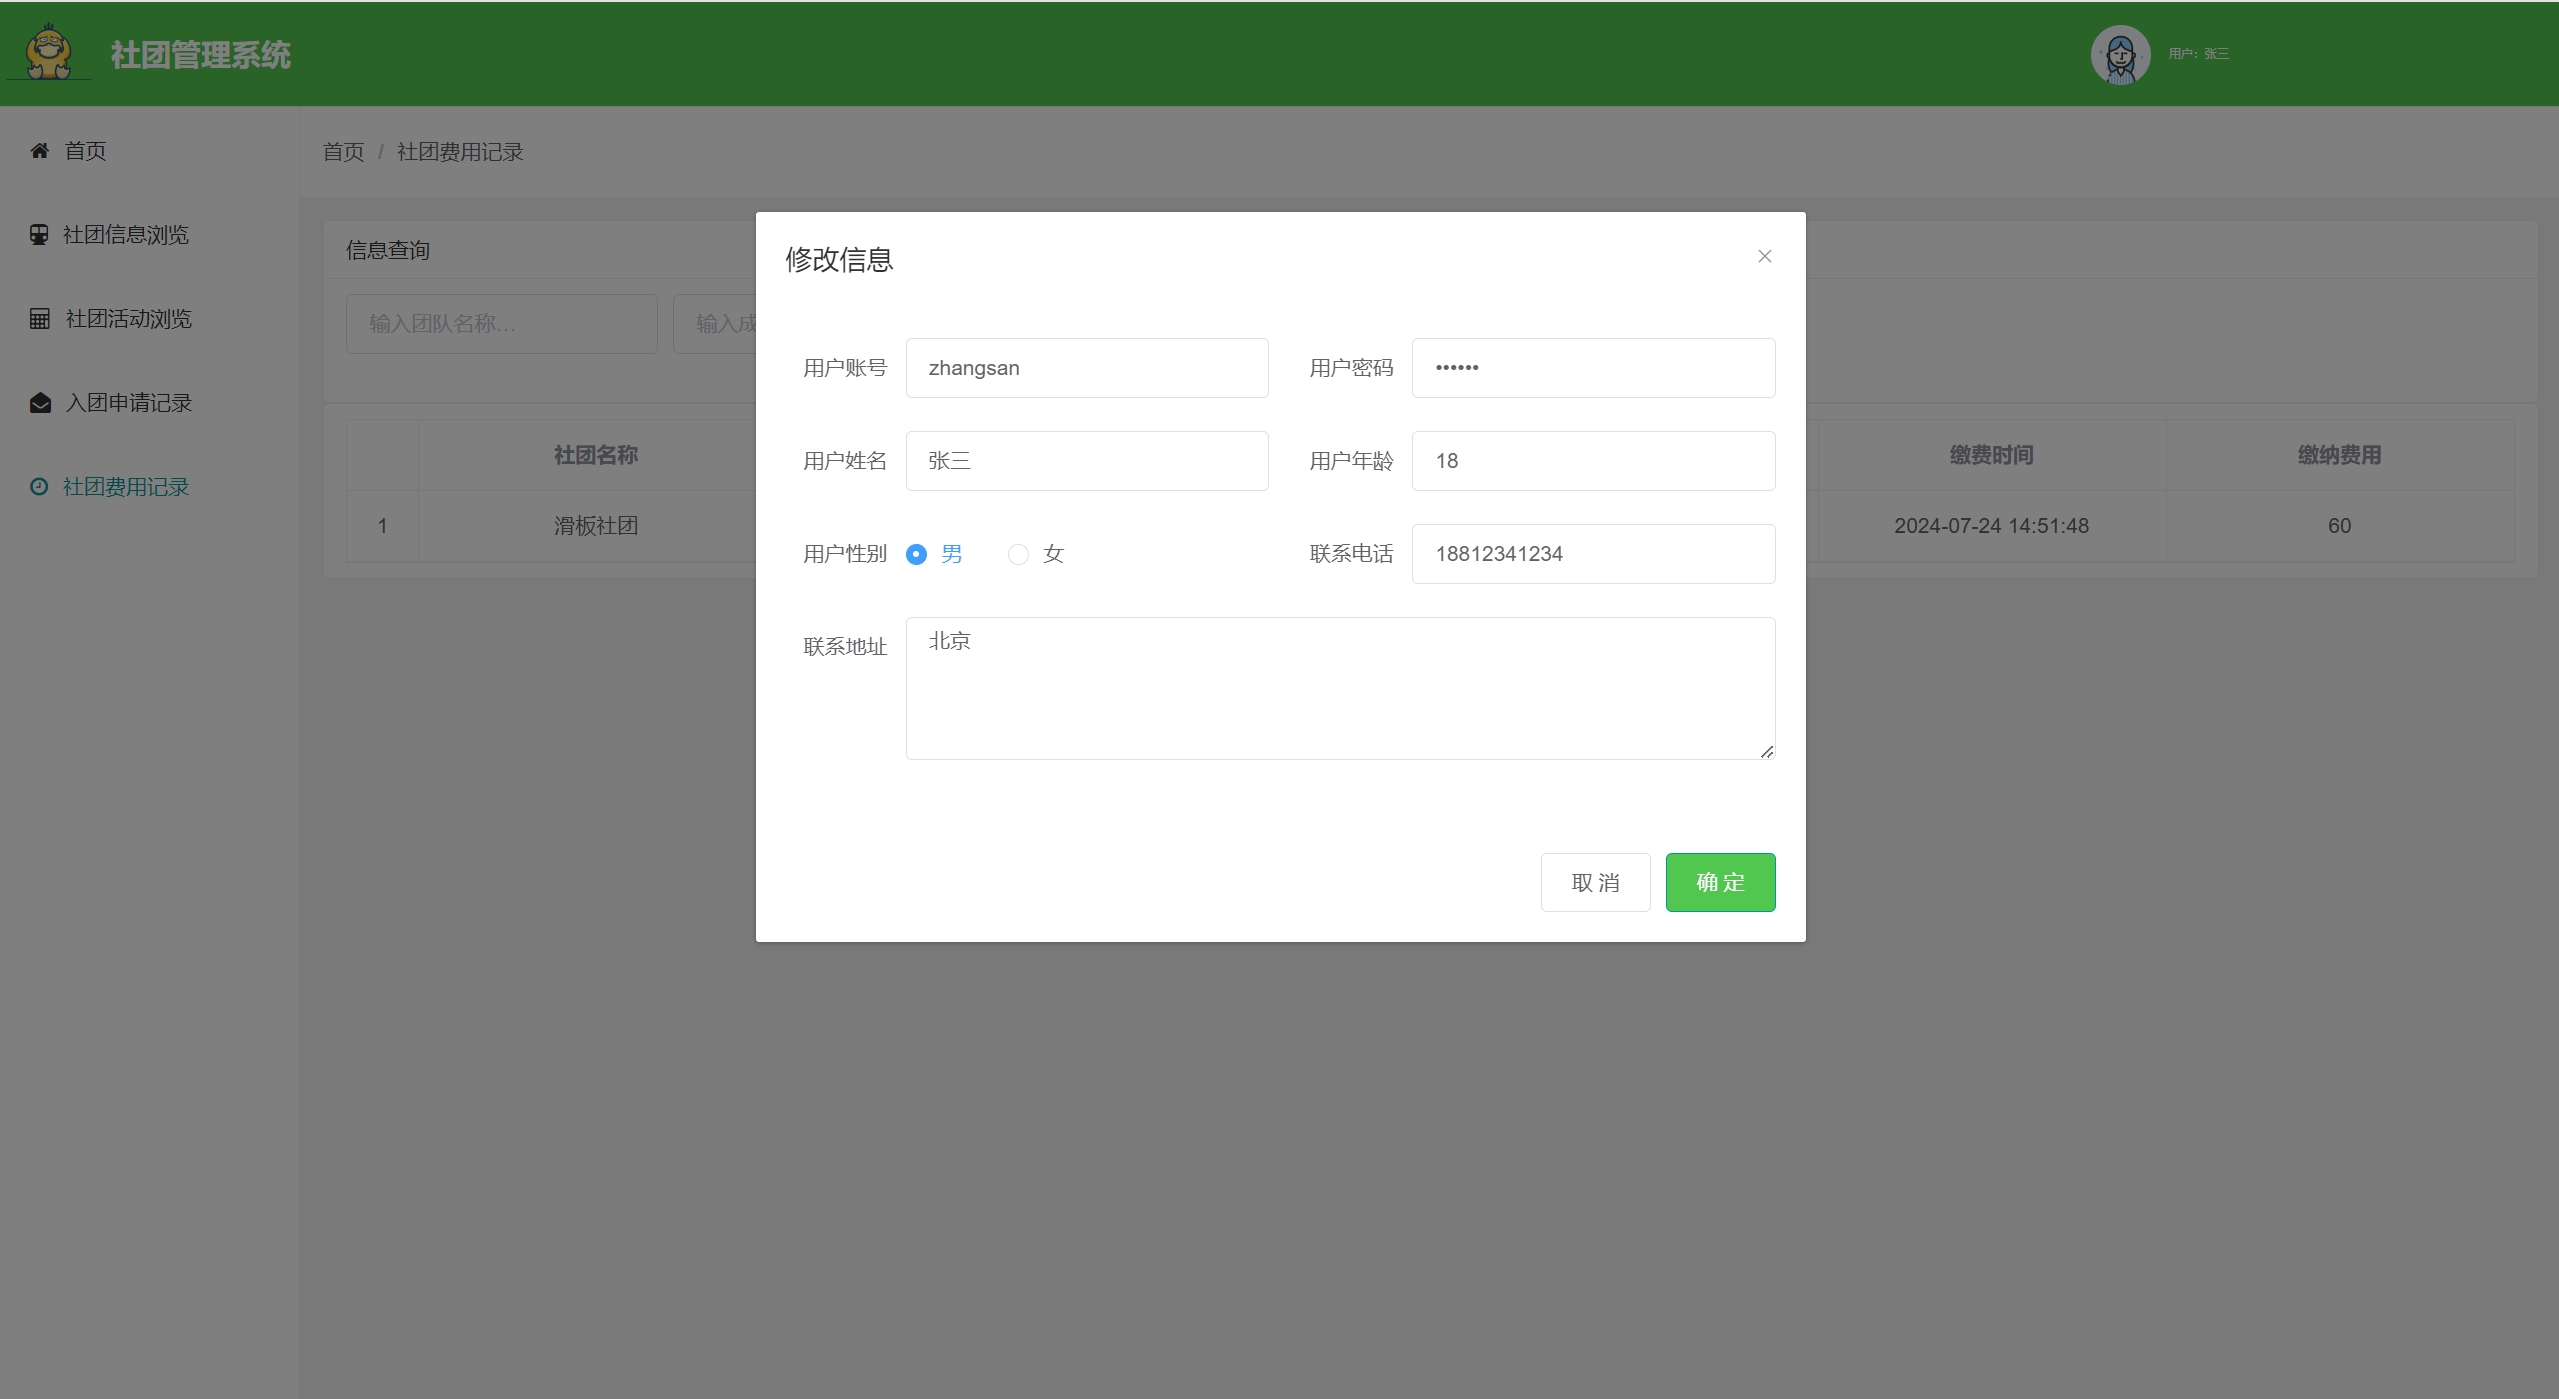 社团管理系统
用户：张三
首页
社团信息浏览
社团活动浏览
入团申请记录
社团费用记录
首页 / 社团费用记录
信息查询
输入团队名称…
输入成
社团名称
缴费时间
缴纳费用
1
滑板社团
2024-07-24 14:51:48
60
修改信息
用户账号 zhangsan
用户密码 ••••••
用户姓名 张三
用户年龄 18
用户性别 男 女
联系电话 18812341234
联系地址 北京
取 消
确 定